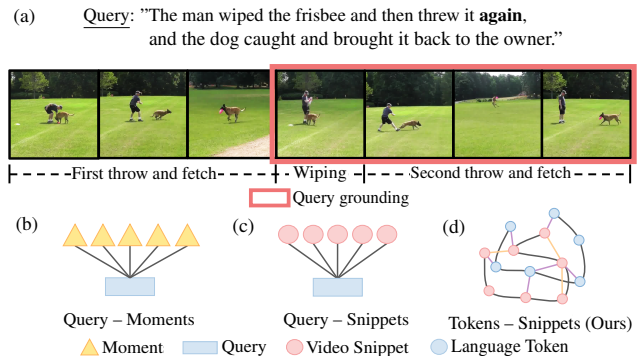 (a) Query: ”The man wiped the frisbee and then threw it again,
and the dog caught and brought it back to the owner.”
First throw and fetch Wiping Second throw and fetch
Query grounding
(b) (c) (d)
Query – Moments Query – Snippets Tokens – Snippets (Ours)
Moment Query Video Snippet Language Token